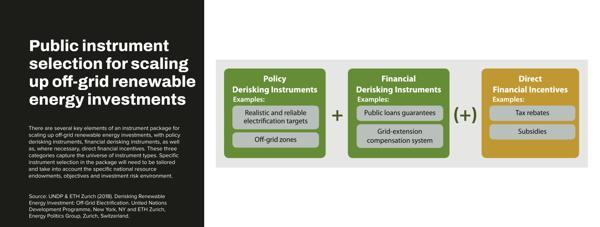 Public instrument
selection for scaling
up off-grid renewable
energy investments
There are several key elements of an instrument package for
scaling up off-grid renewable energy investments, with policy
derisking instruments, financial derisking instruments, as well
as, where necessary, direct financial incentives. These three
categories capture the universe of instrument types. Specific
instrument selection in the package will need to be tailored
and take into account the specific national resource
endowments, objectives and investment risk environment.
Source: UNDP & ETH Zurich (2018). Derisking Renewable
Energy Investment: Off-Grid Electrification. United Nations
Development Programme, New York, NY and ETH Zurich,
Energy Politics Group, Zurich, Switzerland.
Policy
Derisking Instruments
Examples:
Realistic and reliable
electrification targets
Off-grid zones
+
Financial
Derisking Instruments
Examples:
Public loans guarantees
Grid-extension
compensation system
(+)
Direct
Financial Incentives
Examples:
Tax rebates
Subsidies